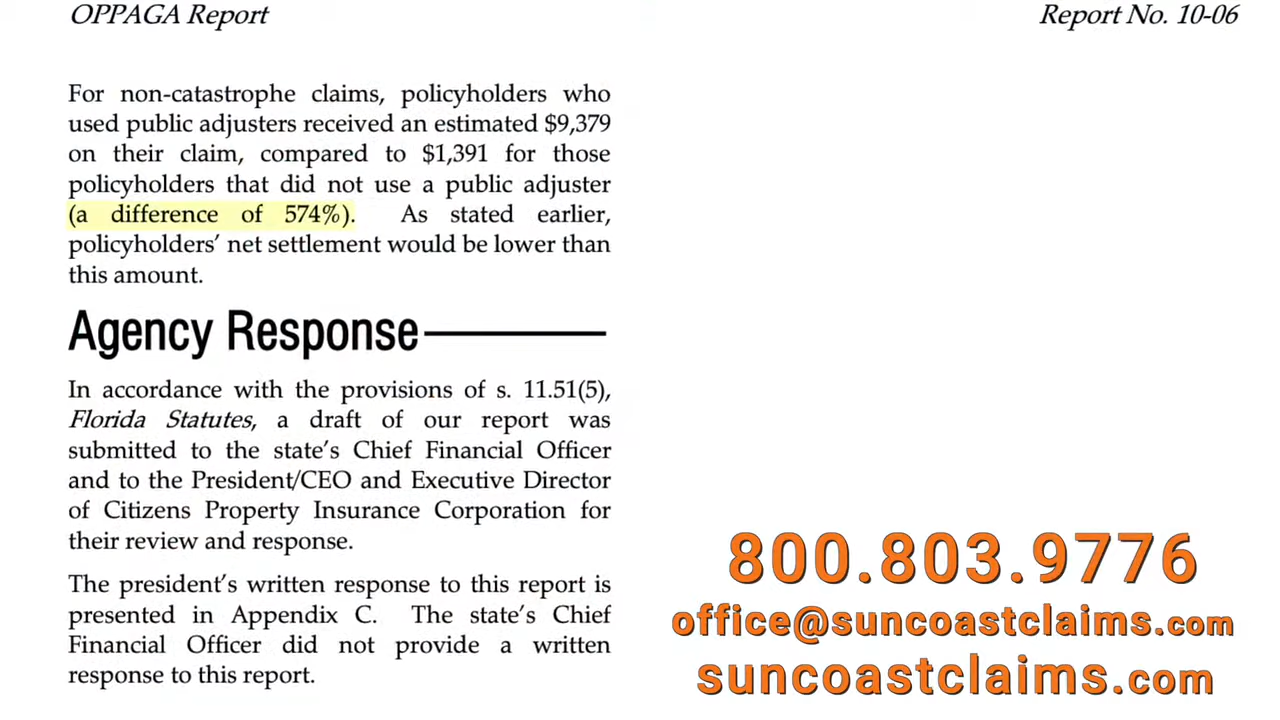 OPPAGA Report
Report No. 10-06
For non-catastrophe claims, policyholders who
used public adjusters received an estimated $9,379
on their claim, compared to $1,391 for those
policyholders that did not use a public adjuster
(a difference of 574%). As stated earlier,
policyholders’ net settlement would be lower than
this amount.
Agency Response
In accordance with the provisions of s. 11.51(5),
Florida Statutes, a draft of our report was
submitted to the state’s Chief Financial Officer
and to the President/CEO and Executive Director
of Citizens Property Insurance Corporation for
their review and response.
The president’s written response to this report is
presented in Appendix C. The state’s Chief
Financial Officer did not provide a written
response to this report.
800.803.9776
office@suncoastclaims.com
suncoastclaims.com